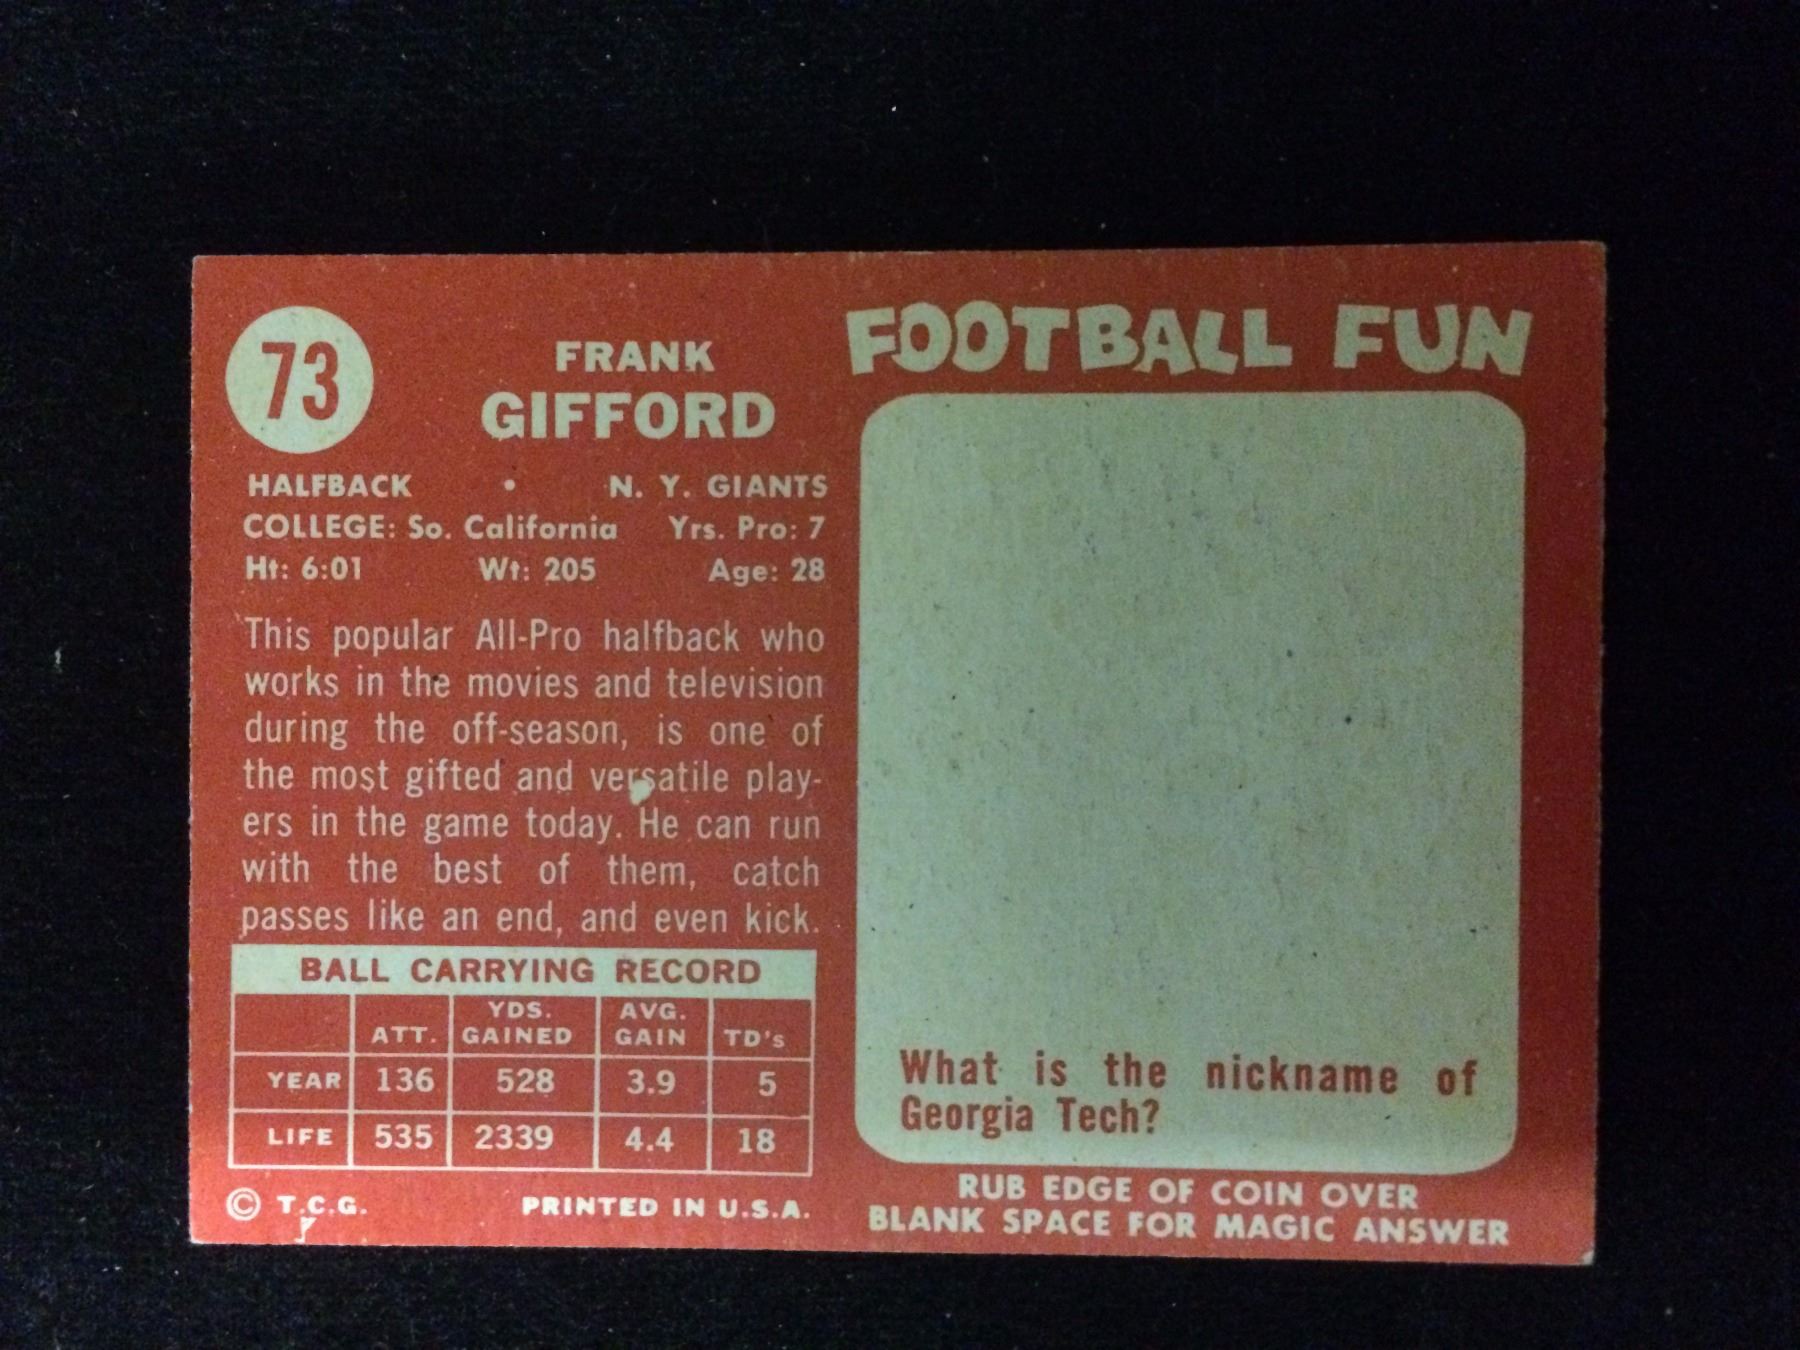 73
FRANK
GIFFORD
HALFBACK • N. Y. GIANTS
COLLEGE: So. California Yrs. Pro: 7
Ht: 6:01 Wt: 205 Age: 28
This popular All-Pro halfback who
works in the movies and television
during the off-season, is one of
the most gifted and versatile play-
ers in the game today. He can run
with the best of them, catch
passes like an end, and even kick.
BALL CARRYING RECORD
ATT. YDS. GAINED AVG. GAIN TD's
YEAR 136 528 3.9 5
LIFE 535 2339 4.4 18
© T.C.G. PRINTED IN U.S.A.
FOOTBALL FUN
What is the nickname of
Georgia Tech?
RUB EDGE OF COIN OVER
BLANK SPACE FOR MAGIC ANSWER